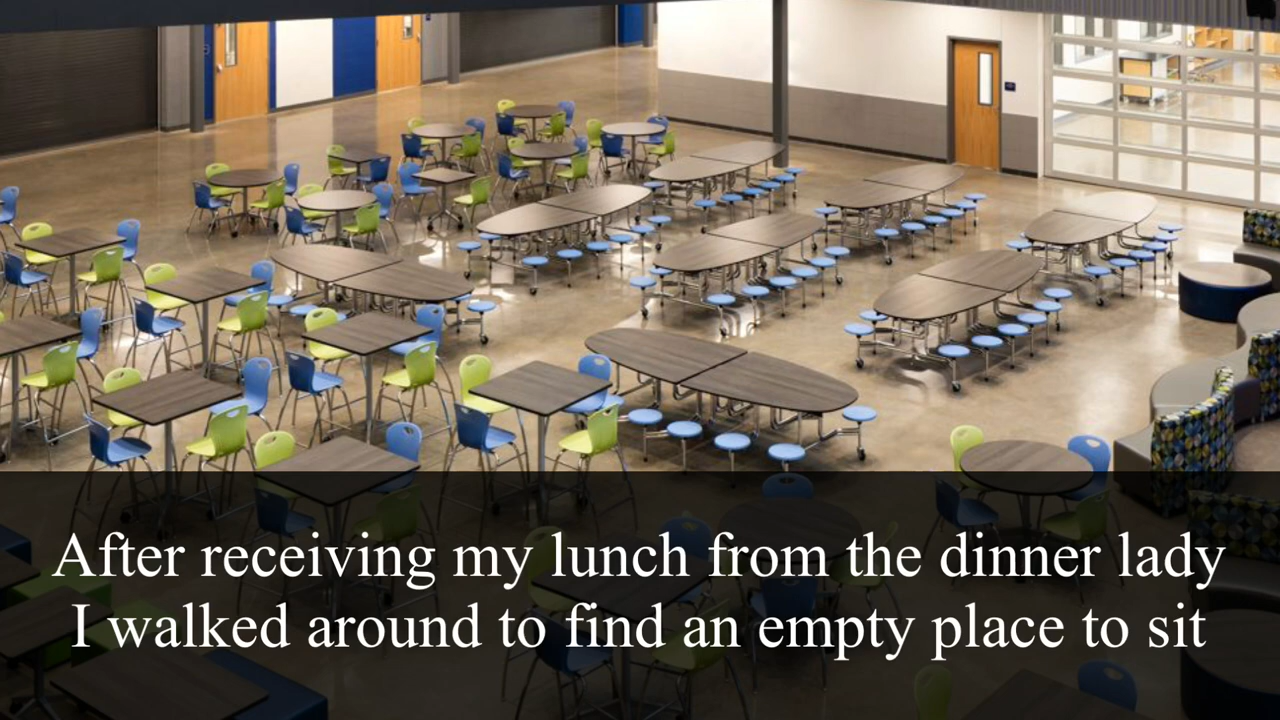 After receiving my lunch from the dinner lady
I walked around to find an empty place to sit